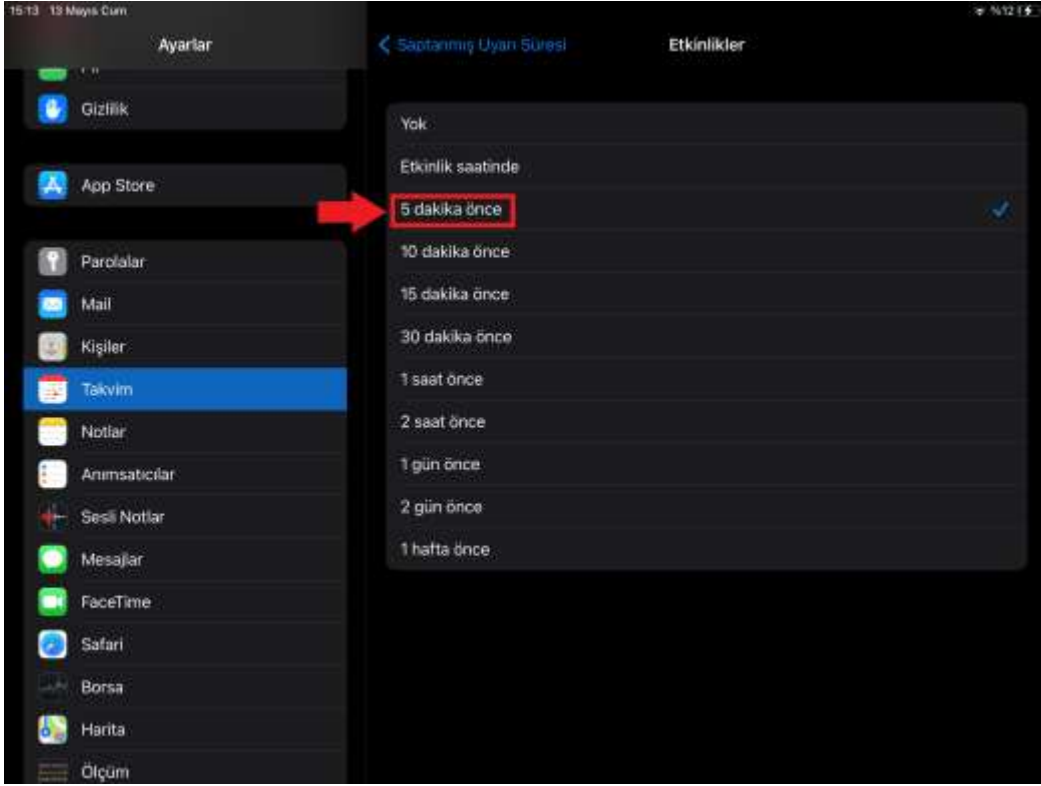 15:13 13 Mayıs Cum
%12
Ayarlar
Pil
Gizlilik
App Store
Parolalar
Mail
Kişiler
Takvim
Notlar
Anımsatıcılar
Sesli Notlar
Mesajlar
FaceTime
Safari
Borsa
Harita
Ölçüm
Saptanmış Uyarı Süresi
Etkinlikler
Yok
Etkinlik saatinde
5 dakika önce
10 dakika önce
15 dakika önce
30 dakika önce
1 saat önce
2 saat önce
1 gün önce
2 gün önce
1 hafta önce